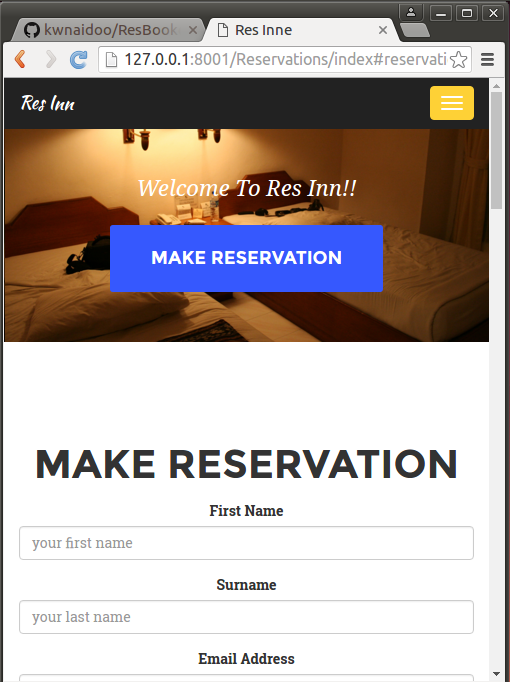 kwnaidoo/ResBook
Res Inne
127.0.0.1:8001/Reservations/index#reservati
Res Inn
Welcome To Res Inn!!
MAKE RESERVATION
MAKE RESERVATION
First Name
your first name
Surname
your last name
Email Address